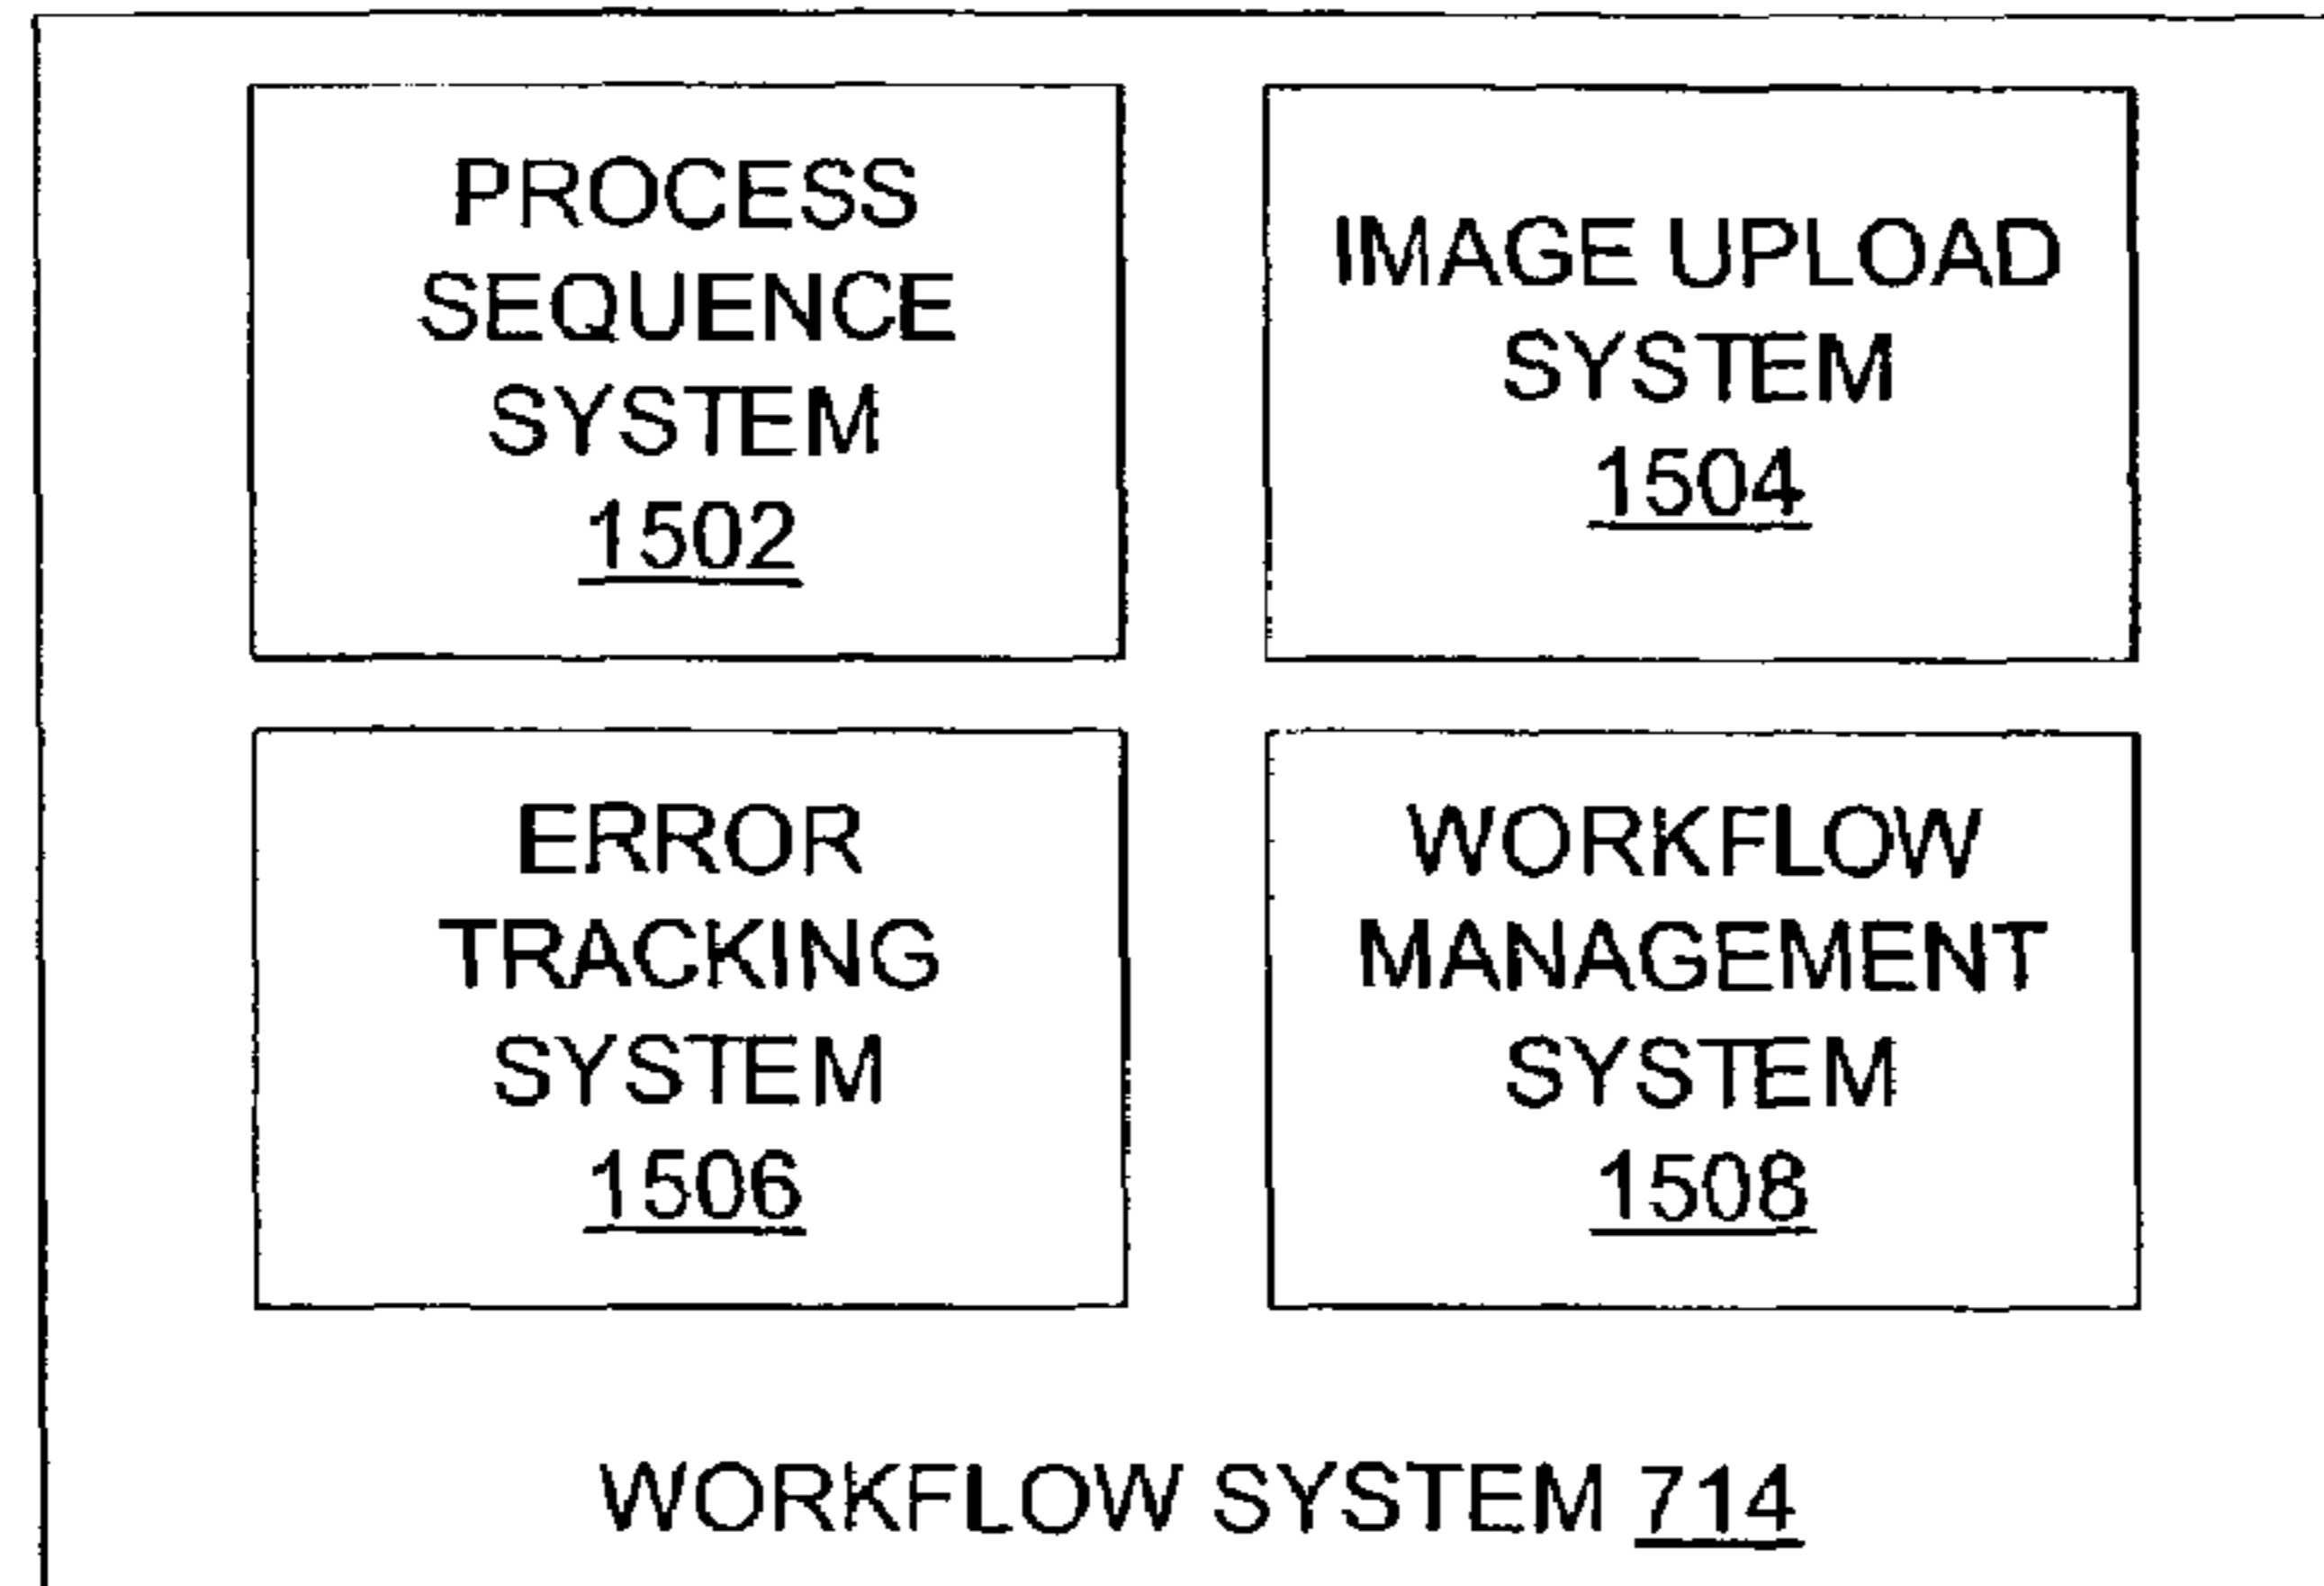 PROCESS
SEQUENCE
SYSTEM
1502
IMAGE UPLOAD
SYSTEM
1504
ERROR
TRACKING
SYSTEM
1506
WORKFLOW
MANAGEMENT
SYSTEM
1508
WORKFLOW SYSTEM 714